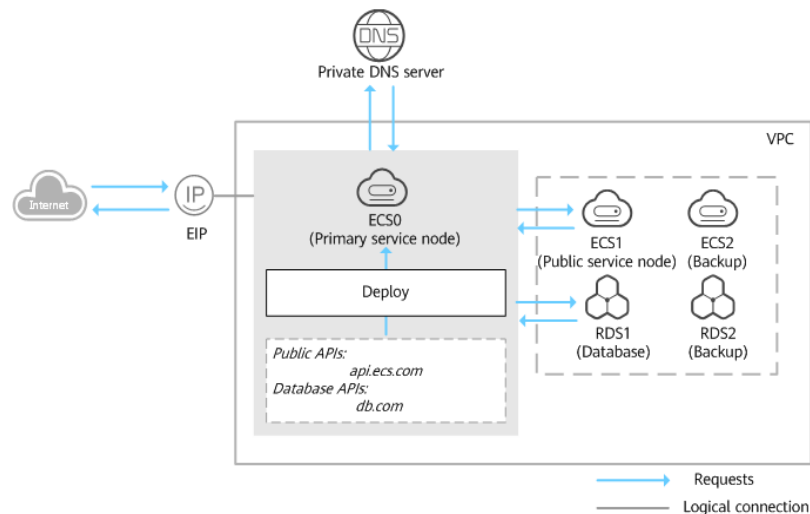 DNS
Private DNS server
VPC
Internet
IP
EIP
ECS0
(Primary service node)
Deploy
Public APIs:
api.ecs.com
Database APIs:
db.com
ECS1
(Public service node)
ECS2
(Backup)
RDS1
(Database)
RDS2
(Backup)
Requests
Logical connection